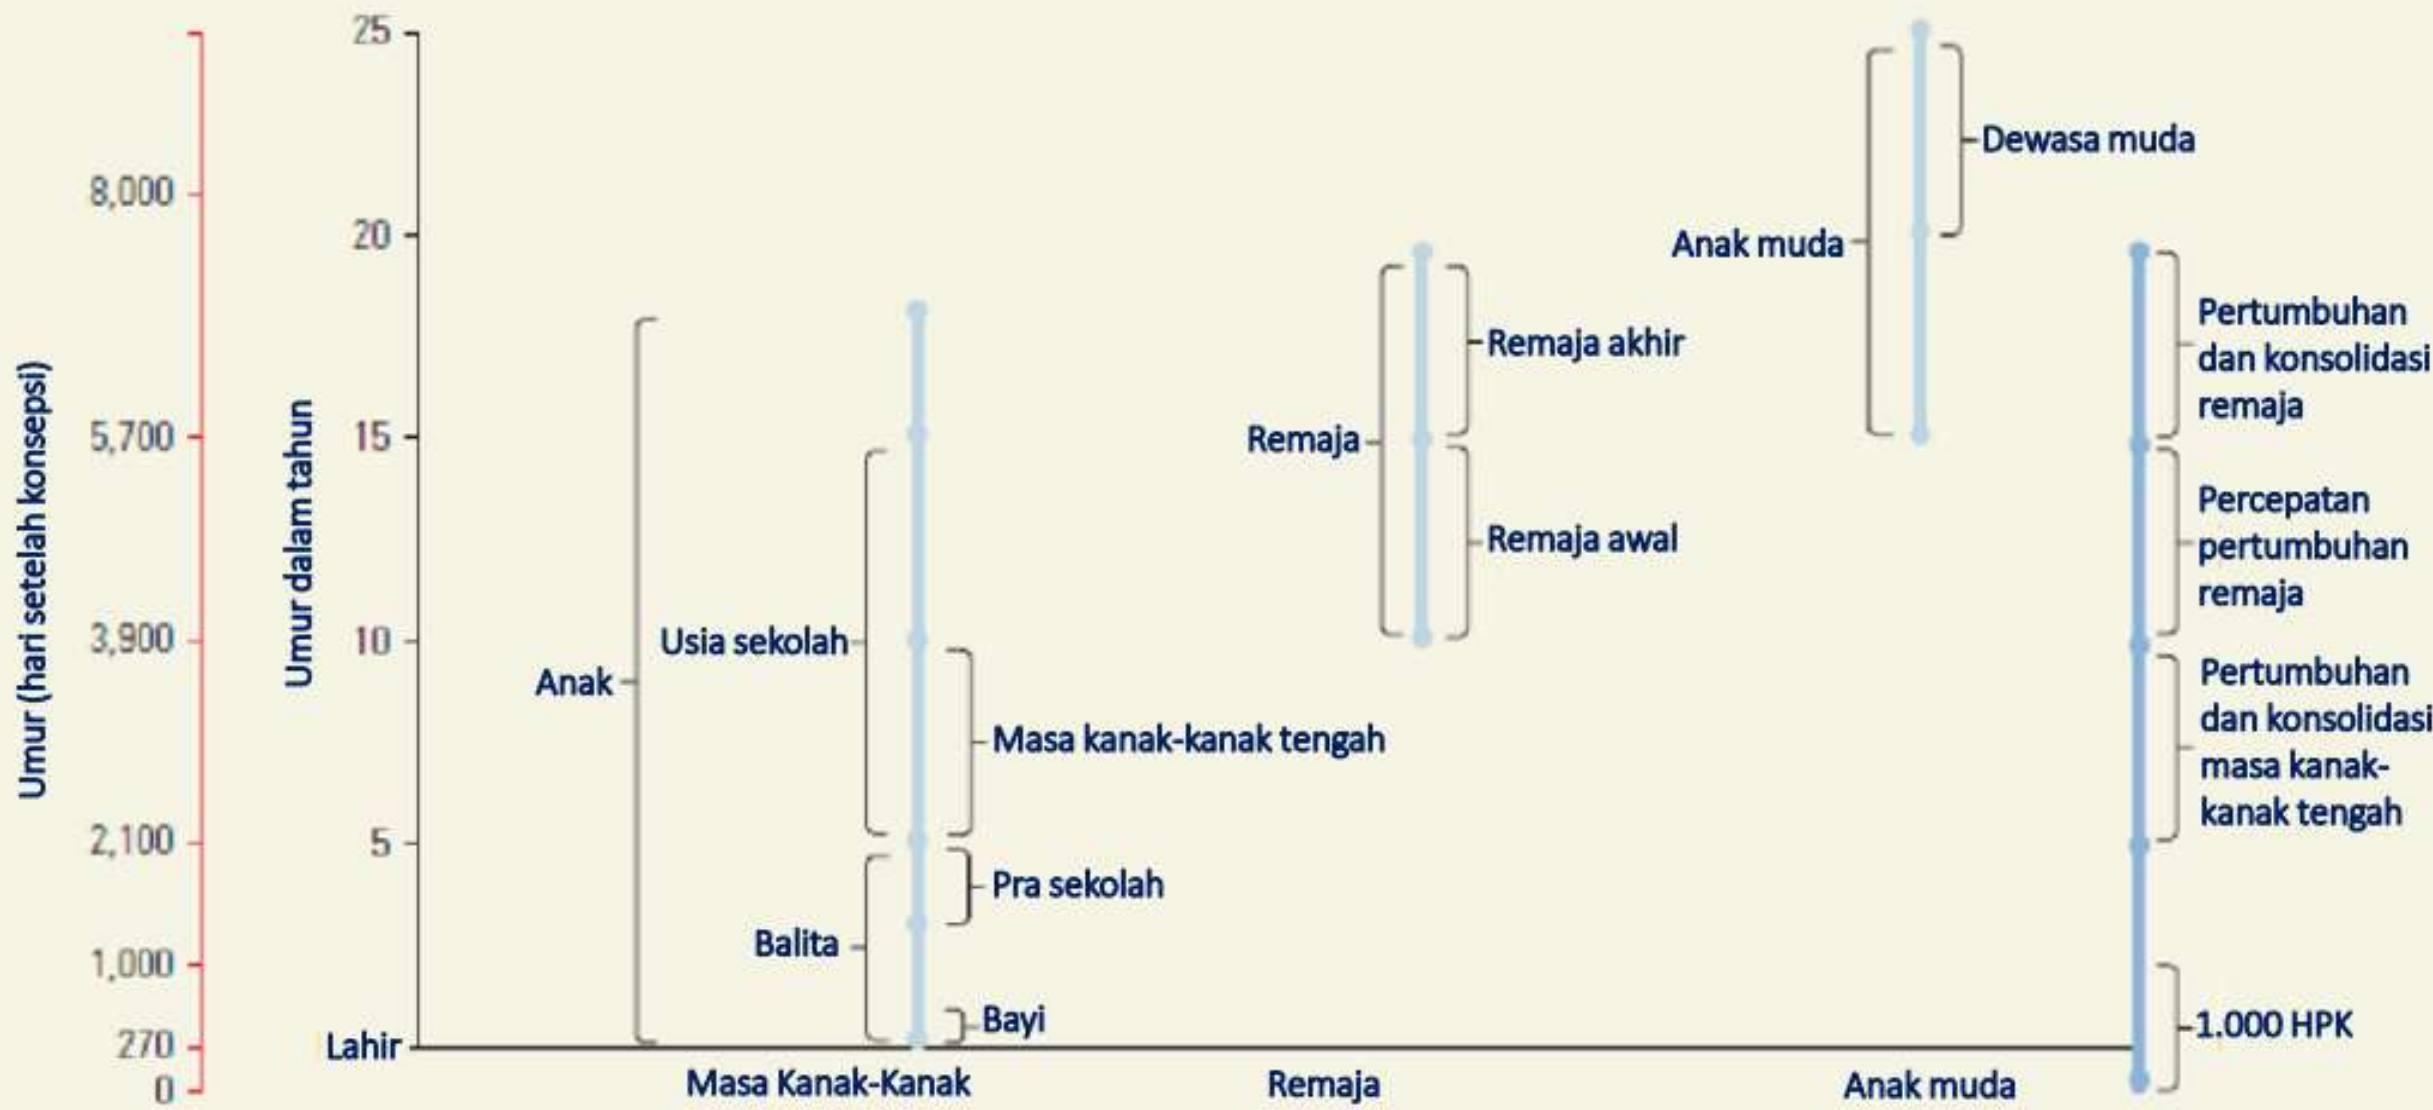 Umur (hari setelah konsepsi)
8,000
5,700
3,900
2,100
1,000
270
0
Umur dalam tahun
25
20
15
10
5
Lahir
Anak
Usia sekolah
Masa kanak-kanak tengah
Balita
Pra sekolah
Bayi
Remaja
Remaja akhir
Remaja awal
Anak muda
Dewasa muda
Pertumbuhan
dan konsolidasi
remaja
Percepatan
pertumbuhan
remaja
Pertumbuhan
dan konsolidasi
masa kanak-
kanak tengah
1.000 HPK
Masa Kanak-Kanak
Remaja
Anak muda